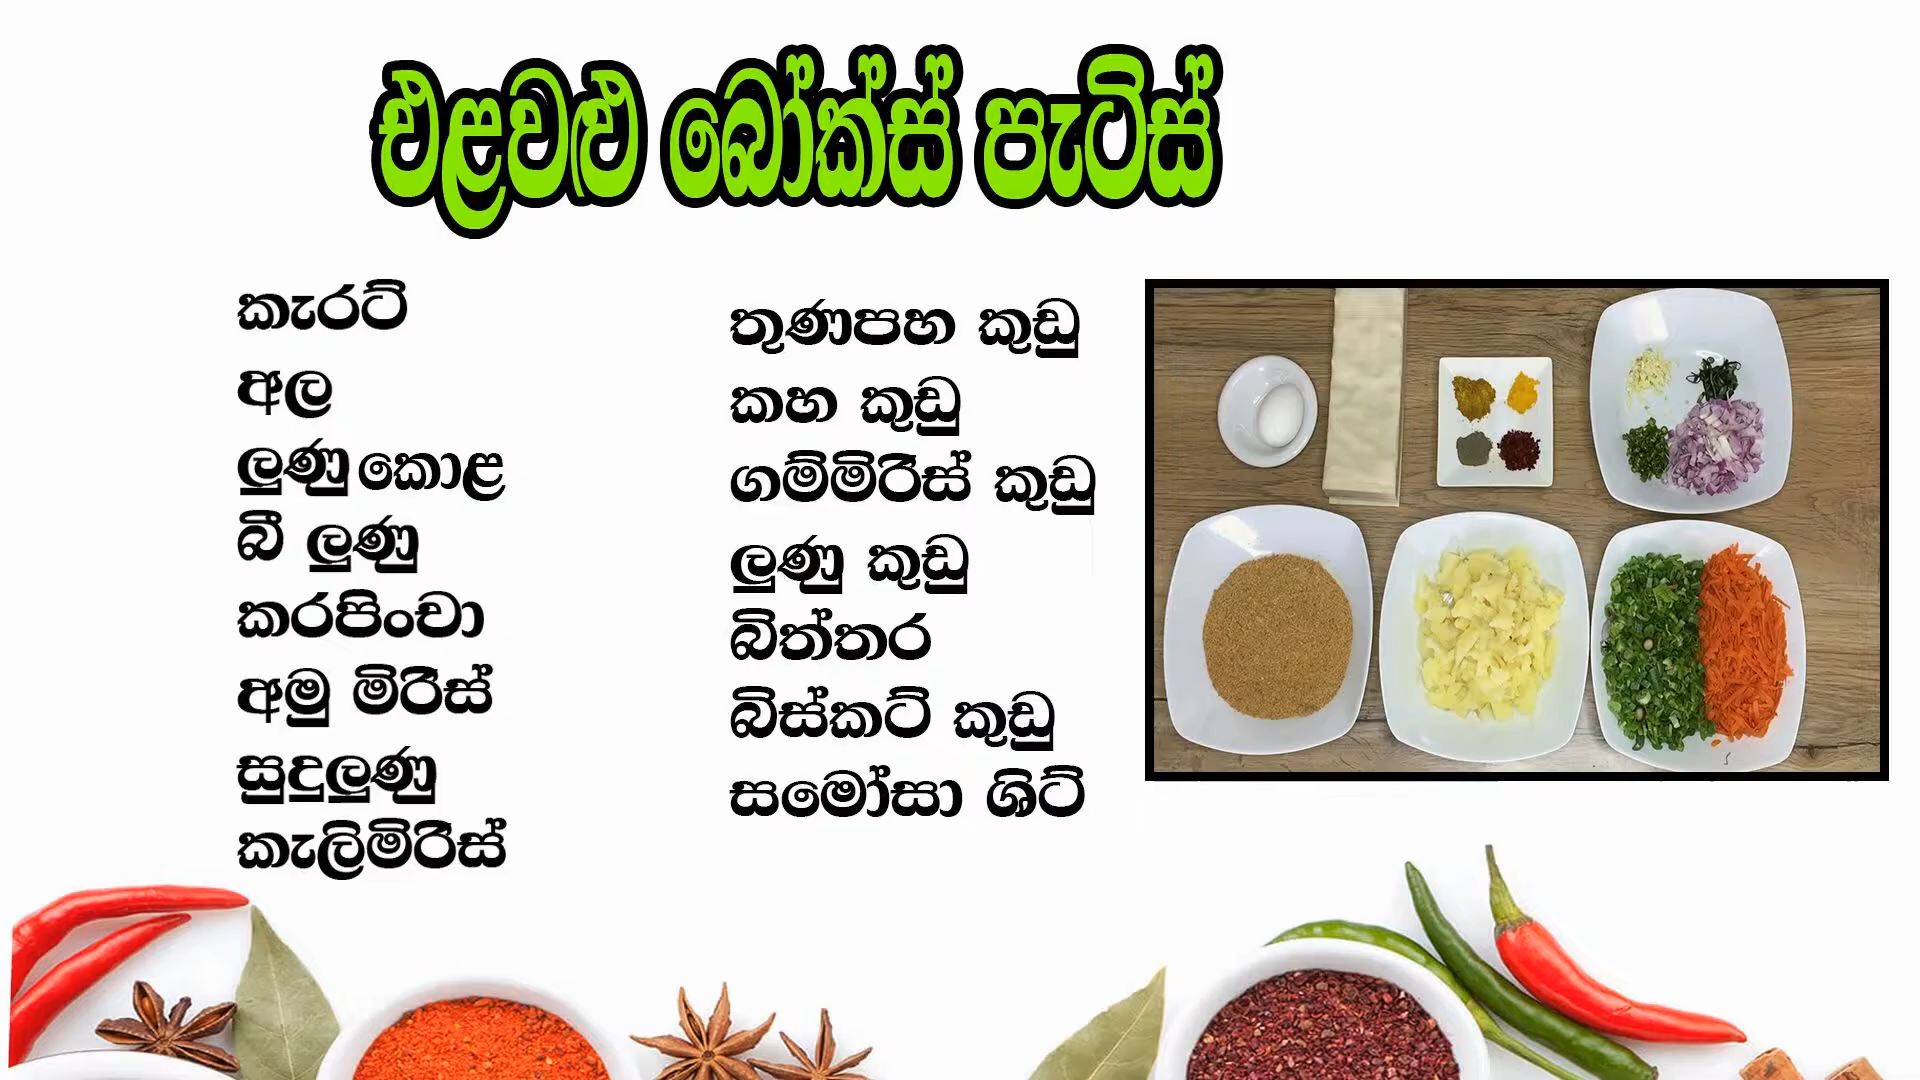 එළවළු බෝක්ස් පැටිස්
කැරට්
අල
ලුණු කොළ
බී ලුණු
කරපිංචා
අමු මිරිස්
සුදුලුණු
කැලිමිරිස්
තුණපහ කුඩු
කහ කුඩු
ගම්මිරිස් කුඩු
ලුණු කුඩු
බිත්තර
බිස්කට් කුඩු
සමෝසා ශිට්